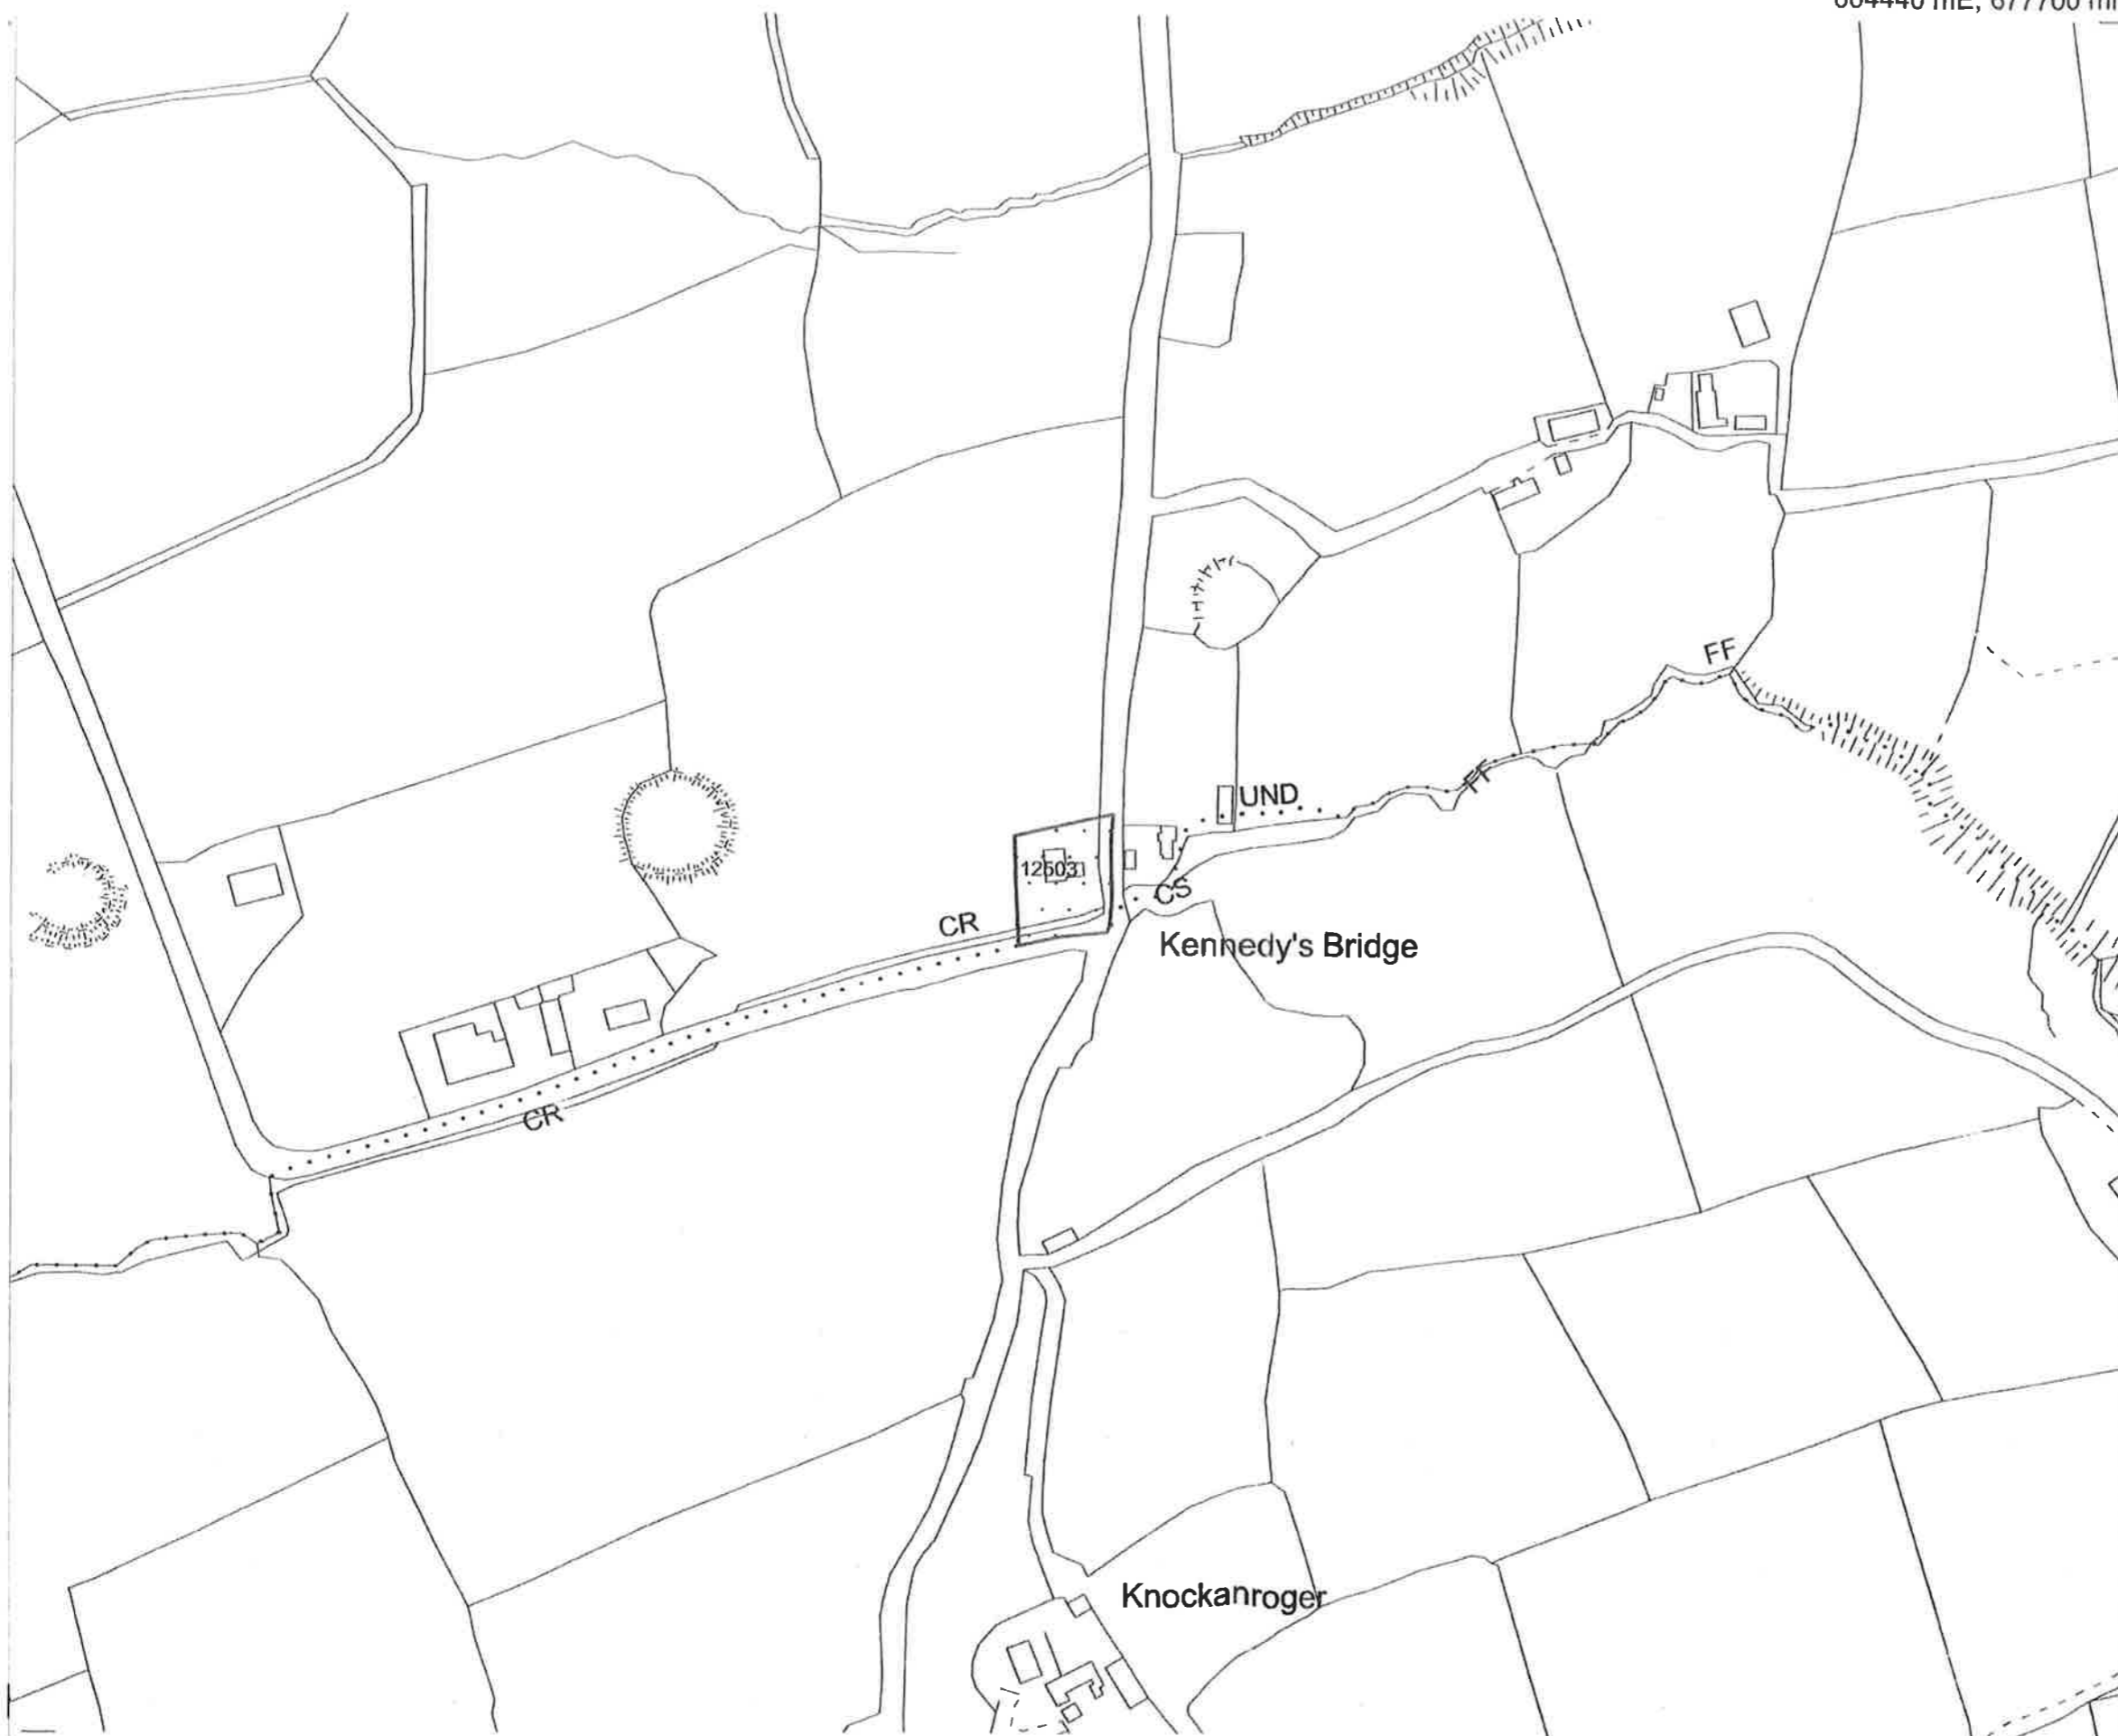 FF
FF
UND
12503
CS
CR
Kennedy's Bridge
CR
Knockanroger